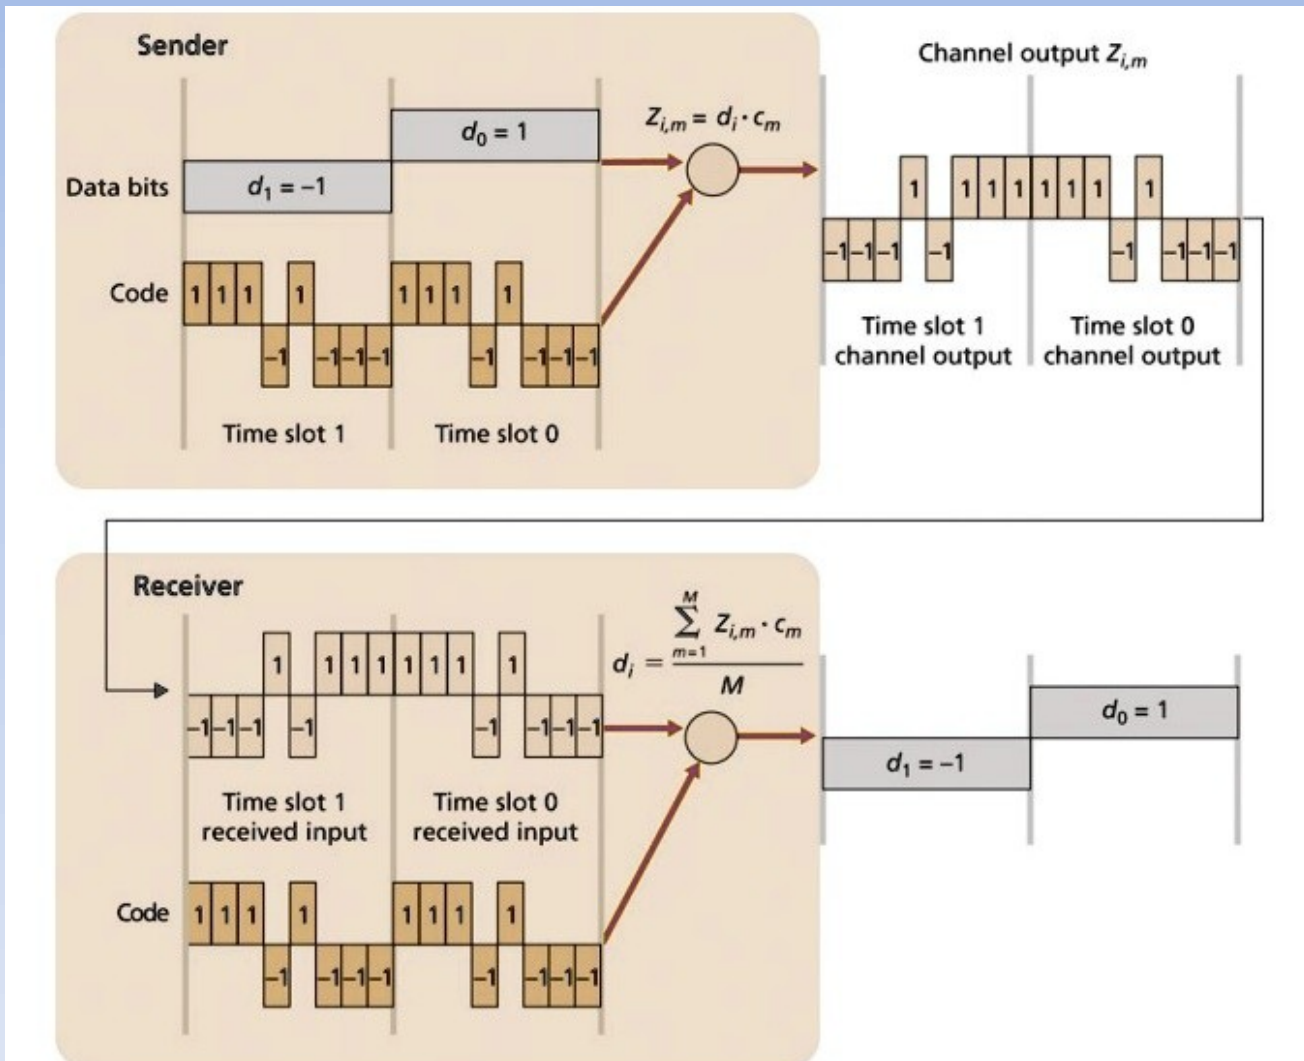 Sender
Channel output Z_{i,m}
d_0 = 1
Z_{i,m} = d_i · c_m
Data bits
d_1 = –1
1 1 1 1 1 1 1 1
–1–1–1 –1 –1 –1–1–1
Code
1 1 1 1 1 1 1 1
–1 –1–1–1 –1 –1–1–1
Time slot 1
channel output
Time slot 0
channel output
Time slot 1
Time slot 0
Receiver
1 1 1 1 1 1 1 1
–1–1–1 –1 –1 –1–1–1
d_i = \frac{\sum_{m=1}^{M} Z_{i,m} · c_m}{M}
d_0 = 1
d_1 = –1
Time slot 1
received input
Time slot 0
received input
Code
1 1 1 1 1 1 1 1
–1 –1–1–1 –1 –1–1–1